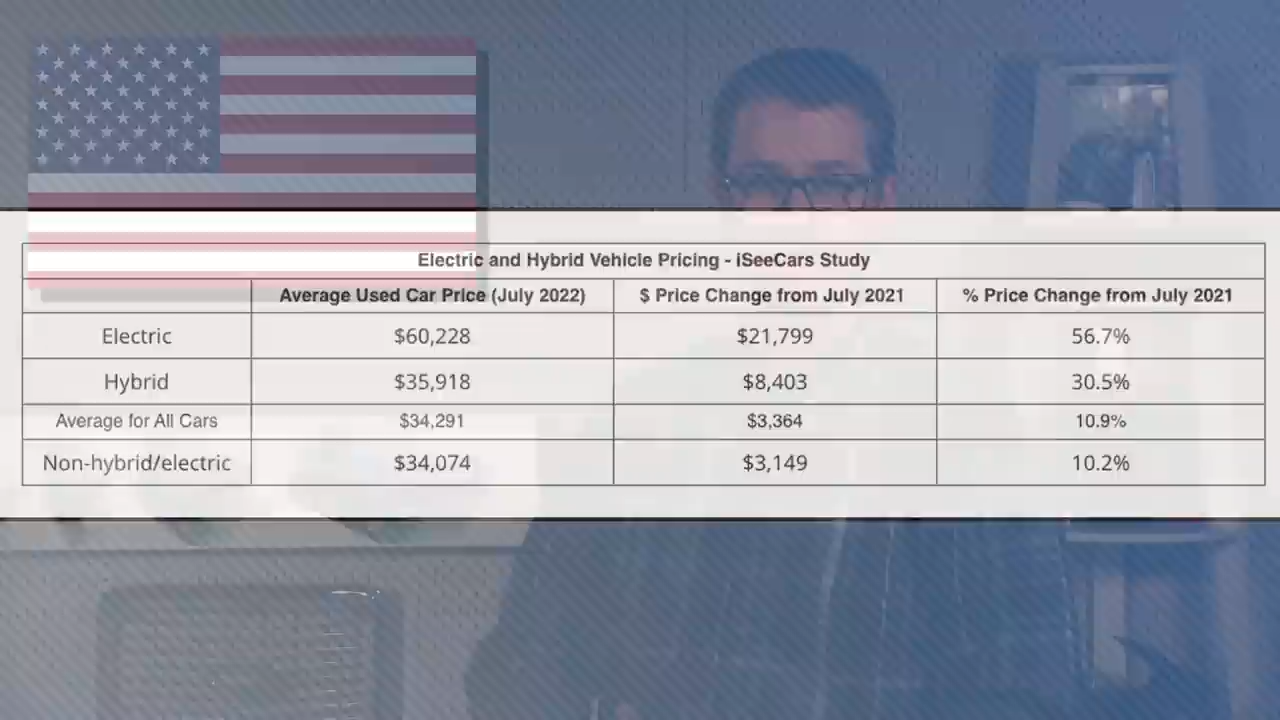 Electric and Hybrid Vehicle Pricing - iSeeCars Study
Average Used Car Price (July 2022) $ Price Change from July 2021 % Price Change from July 2021
Electric $60,228 $21,799 56.7%
Hybrid $35,918 $8,403 30.5%
Average for All Cars $34,291 $3,364 10.9%
Non-hybrid/electric $34,074 $3,149 10.2%